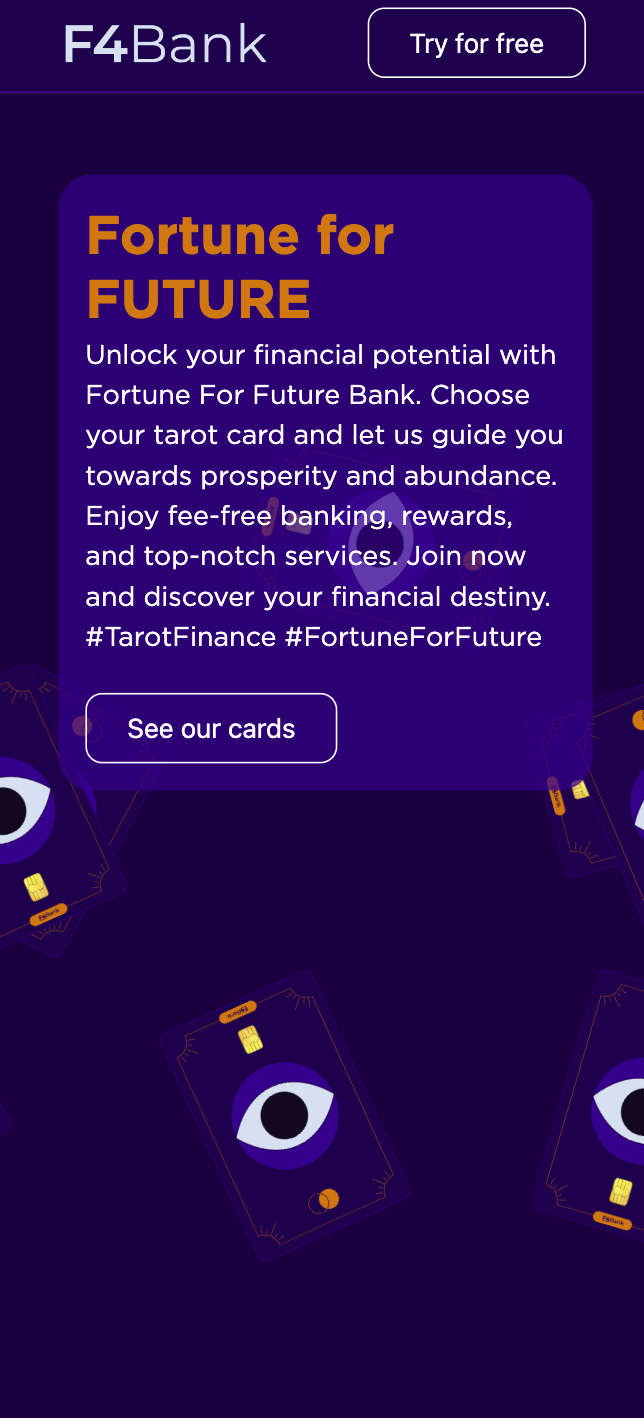 F4Bank
Try for free
Fortune for
FUTURE
Unlock your financial potential with
Fortune For Future Bank. Choose
your tarot card and let us guide you
towards prosperity and abundance.
Enjoy fee-free banking, rewards,
and top-notch services. Join now
and discover your financial destiny.
#TarotFinance #FortuneForFuture
See our cards
F4Bank
F4Bank
F4Bank
F4Bank